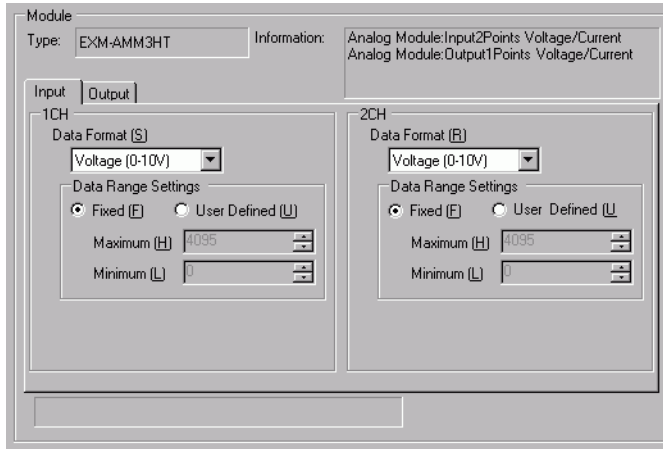 Module
Type: EXM-AMM3HT Information: Analog Module:Input2Points Voltage/Current
Analog Module:Output1Points Voltage/Current
Input Output
1CH
Data Format (S)
Voltage (0-10V)
Data Range Settings
Fixed (F) User Defined (U)
Maximum (H) 4095
Minimum (L) 0
2CH
Data Format (R)
Voltage (0-10V)
Data Range Settings
Fixed (F) User Defined (U
Maximum (H) 4095
Minimum (L) 0